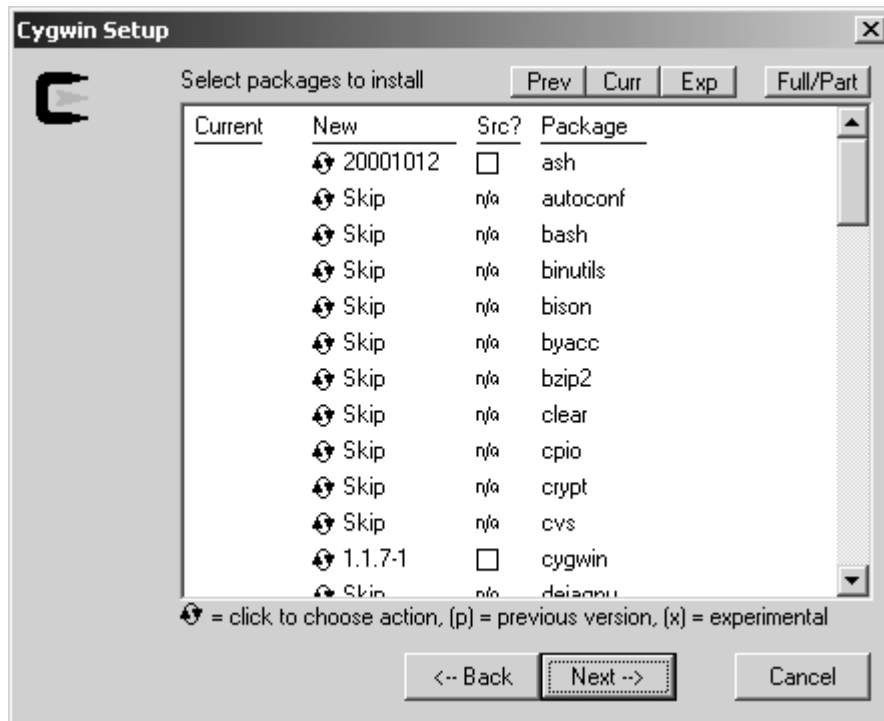 Cygwin Setup
Select packages to install Prev Curr Exp Full/Part
Current New Src? Package
20001012 ash
Skip n/a autoconf
Skip n/a bash
Skip n/a binutils
Skip n/a bison
Skip n/a byacc
Skip n/a bzip2
Skip n/a clear
Skip n/a cpio
Skip n/a crypt
Skip n/a cvs
1.1.7-1 cygwin
Skip n/a dejagnu
= click to choose action, (p) = previous version, (x) = experimental
<-- Back Next --> Cancel